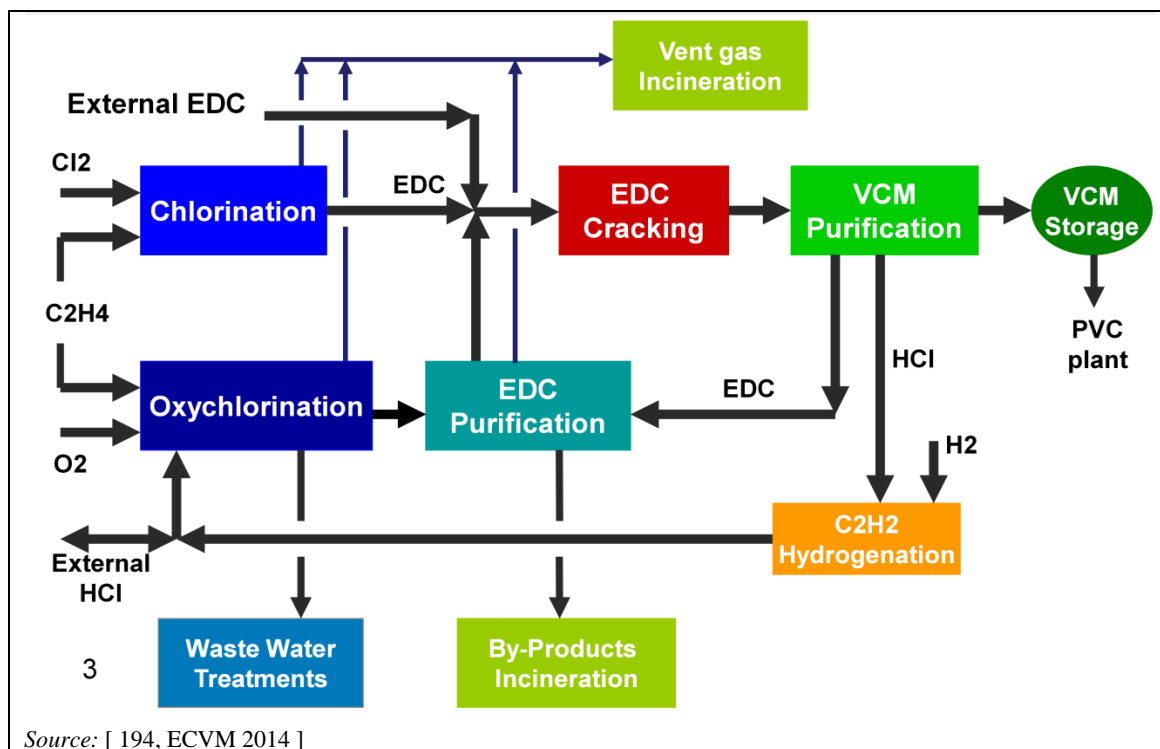 Vent gas
Incineration
External EDC
Cl2
Chlorination
EDC
EDC
Cracking
VCM
Purification
VCM
Storage
C2H4
PVC
plant
HCl
Oxychlorination
EDC
Purification
EDC
O2
H2
C2H2
Hydrogenation
External
HCl
Waste Water
Treatments
By-Products
Incineration
3
Source: [ 194, ECVM 2014 ]